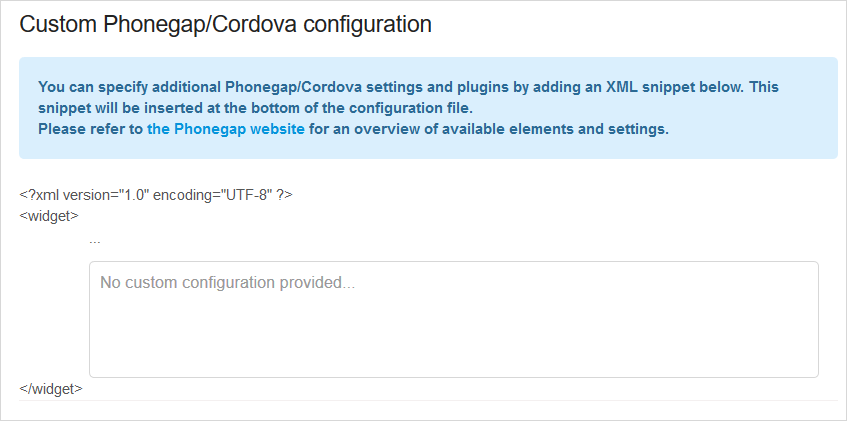 Custom Phonegap/Cordova configuration
You can specify additional Phonegap/Cordova settings and plugins by adding an XML snippet below. This
snippet will be inserted at the bottom of the configuration file.
Please refer to the Phonegap website for an overview of available elements and settings.
<?xml version="1.0" encoding="UTF-8" ?>
<widget>
...
No custom configuration provided...
</widget>